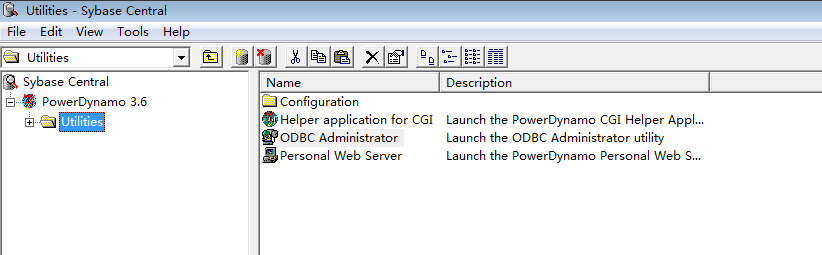 Utilities - Sybase Central
File Edit View Tools Help
Utilities
Sybase Central
PowerDynamo 3.6
Utilities
Name Description
Configuration
Helper application for CGI Launch the PowerDynamo CGI Helper Appl...
ODBC Administrator Launch the ODBC Administrator utility
Personal Web Server Launch the PowerDynamo Personal Web S...